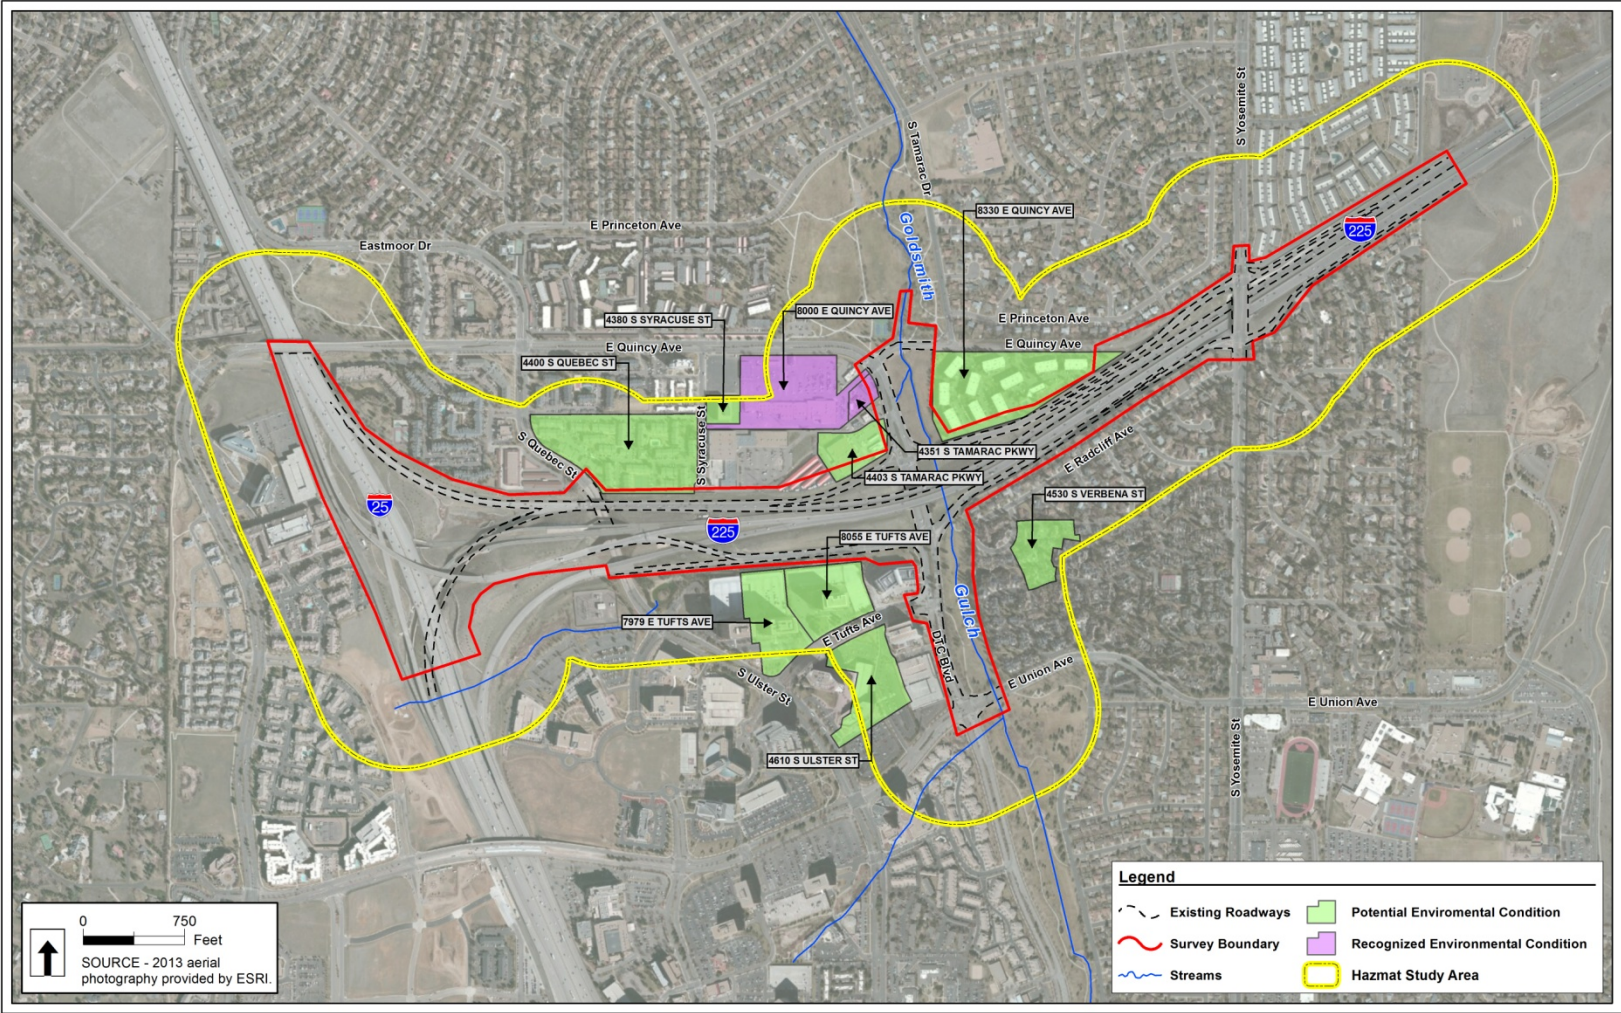 S Yosemite St
S Tamarac Dr
8330 E QUINCY AVE
E Princeton Ave
Eastmoor Dr
Goldsmith
225
4380 S SYRACUSE ST
8000 E QUINCY AVE
E Princeton Ave
E Quincy Ave
E Quincy Ave
4400 S QUEBEC ST
S Syracuse St
S Quebec St
4351 S TAMARAC PKWY
E Radcliff Ave
4403 S TAMARAC PKWY
4530 S VERBENA ST
25
225
8055 E TUFTS AVE
Gulch
7979 E TUFTS AVE
E Tufts Ave
DTC Blvd
S Ulster St
E Union Ave
E Union Ave
S Yosemite St
4610 S ULSTER ST
0 750
Feet
SOURCE - 2013 aerial
photography provided by ESRI.
Legend
Existing Roadways
Survey Boundary
Streams
Potential Enviromental Condition
Recognized Environmental Condition
Hazmat Study Area